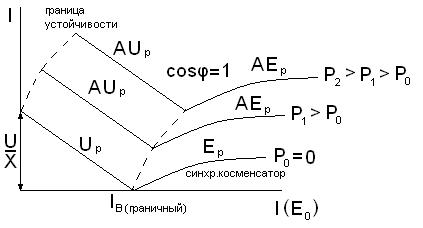 I
граница
устойчивости
AUр
cosφ=1
AEр
P₂ > P₁ > P₀
AUр
AEр
P₁ > P₀
U
X
Uр
Eр
P₀ = 0
синхр.косменсатор
Iв (граничный)
I (E₀)